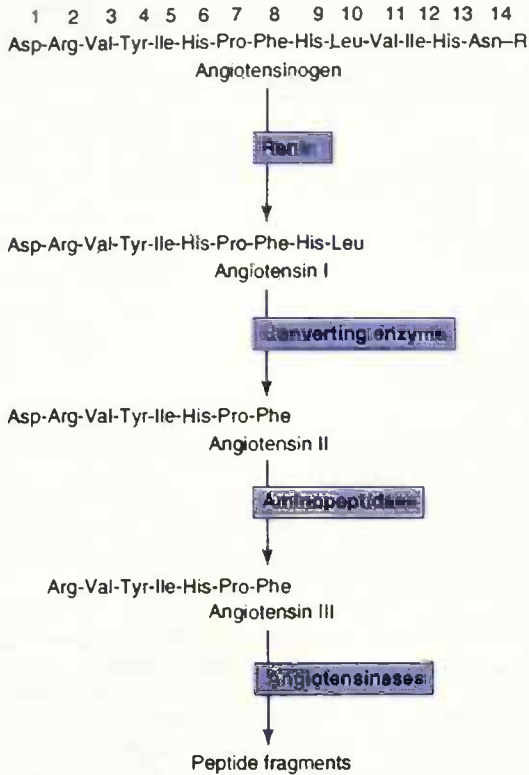 1 2 3 4 5 6 7 8 9 10 11 12 13 14
Asp-Arg-Val-Tyr-Ile-His-Pro-Phe-His-Leu-Val-Ile-His-Asn–R
Angiotensinogen
Renin
Asp-Arg-Val-Tyr-Ile-His-Pro-Phe-His-Leu
Angiotensin I
Converting enzyme
Asp-Arg-Val-Tyr-Ile-His-Pro-Phe
Angiotensin II
Aminopeptidase
Arg-Val-Tyr-Ile-His-Pro-Phe
Angiotensin III
Angiotensinases
Peptide fragments